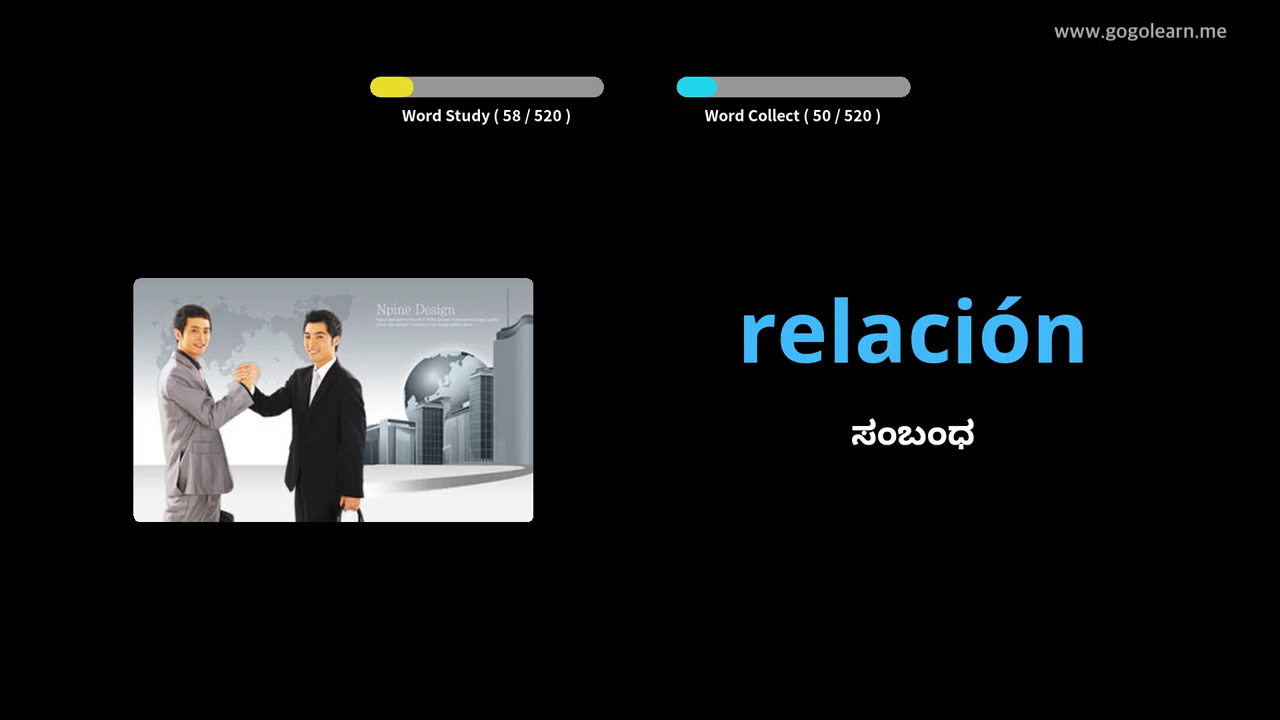 www.gogolearn.me
Word Study ( 58 / 520 )
Word Collect ( 50 / 520 )
Npine Design
relación
ಸಂಬಂಧ